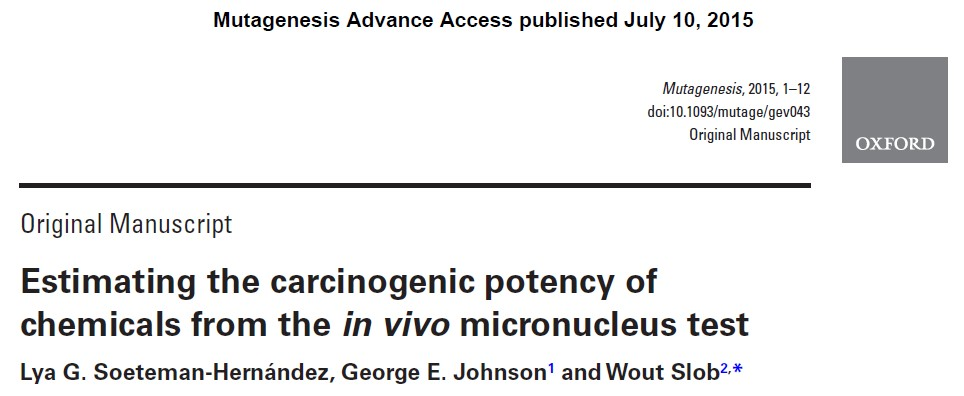 Mutagenesis Advance Access published July 10, 2015
Mutagenesis, 2015, 1–12
doi:10.1093/mutage/gev043
Original Manuscript
OXFORD
Original Manuscript
Estimating the carcinogenic potency of
chemicals from the in vivo micronucleus test
Lya G. Soeteman-Hernández, George E. Johnson1 and Wout Slob2,*